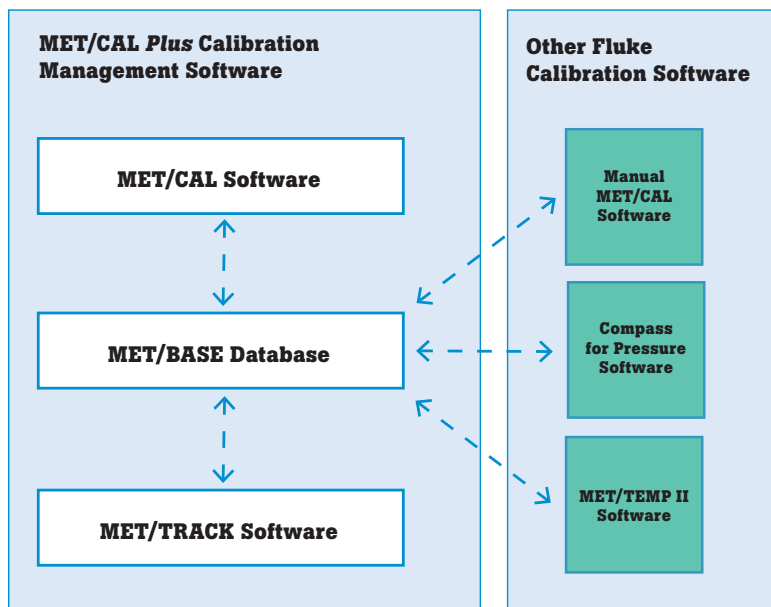 MET/CAL Plus Calibration
Management Software
MET/CAL Software
MET/BASE Database
MET/TRACK Software
Other Fluke
Calibration Software
Manual
MET/CAL
Software
Compass
for Pressure
Software
MET/TEMP II
Software